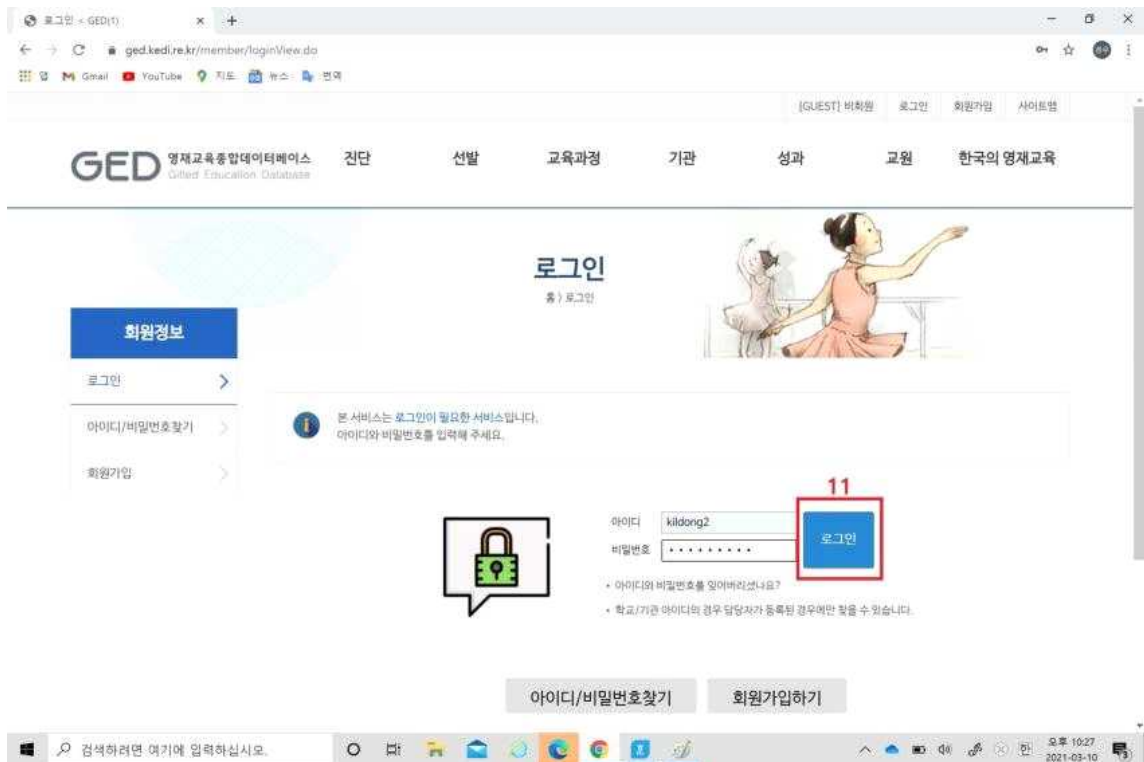 로그인 < GED(1)
ged.kedi.re.kr/member/loginView.do
앱 Gmail YouTube 지도 뉴스 번역
[GUEST] 비회원 로그인 회원가입 사이트맵
GED 영재교육종합데이터베이스
Gifted Education Database
진단 선발 교육과정 기관 성과 교원 한국의 영재교육
로그인
홈 > 로그인
회원정보
로그인
아이디/비밀번호찾기
회원가입
본 서비스는 로그인이 필요한 서비스입니다.
아이디와 비밀번호를 입력해 주세요.
11
아이디 kildong2
비밀번호 •••••••••
로그인
• 아이디와 비밀번호를 잊어버리셨나요?
• 학교/기관 아이디의 경우 담당자가 등록된 경우에만 찾을 수 있습니다.
아이디/비밀번호찾기 회원가입하기
검색하려면 여기에 입력하십시오.
한
오후 10:27
2021-03-10